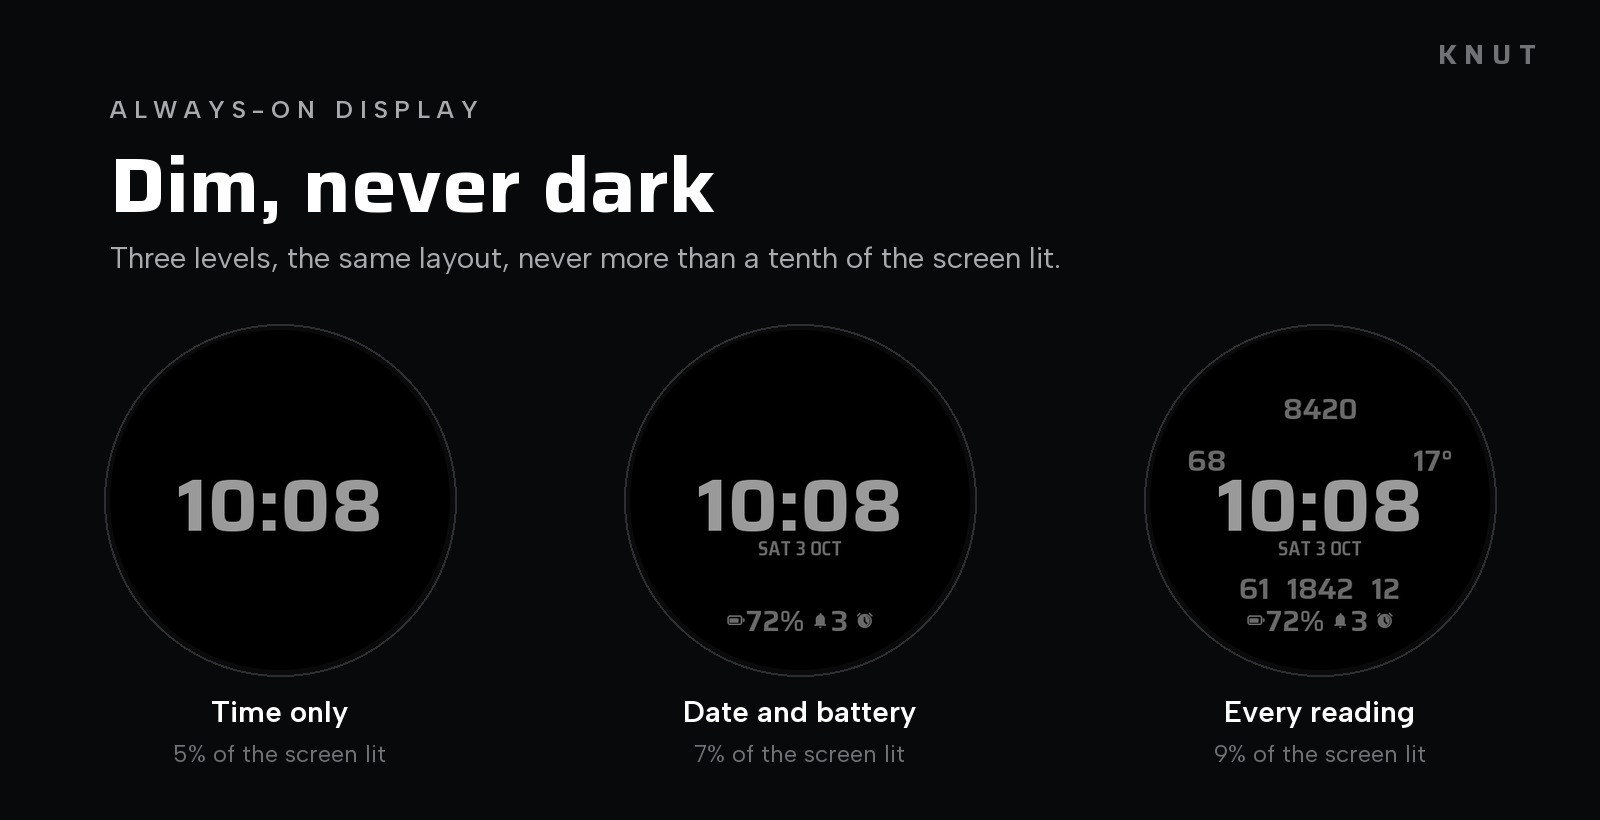 KNUT
ALWAYS-ON DISPLAY
Dim, never dark
Three levels, the same layout, never more than a tenth of the screen lit.
10:08
Time only
5% of the screen lit
10:08
SAT 3 OCT
72% 3
Date and battery
7% of the screen lit
8420
68 17°
10:08
SAT 3 OCT
61 1842 12
72% 3
Every reading
9% of the screen lit